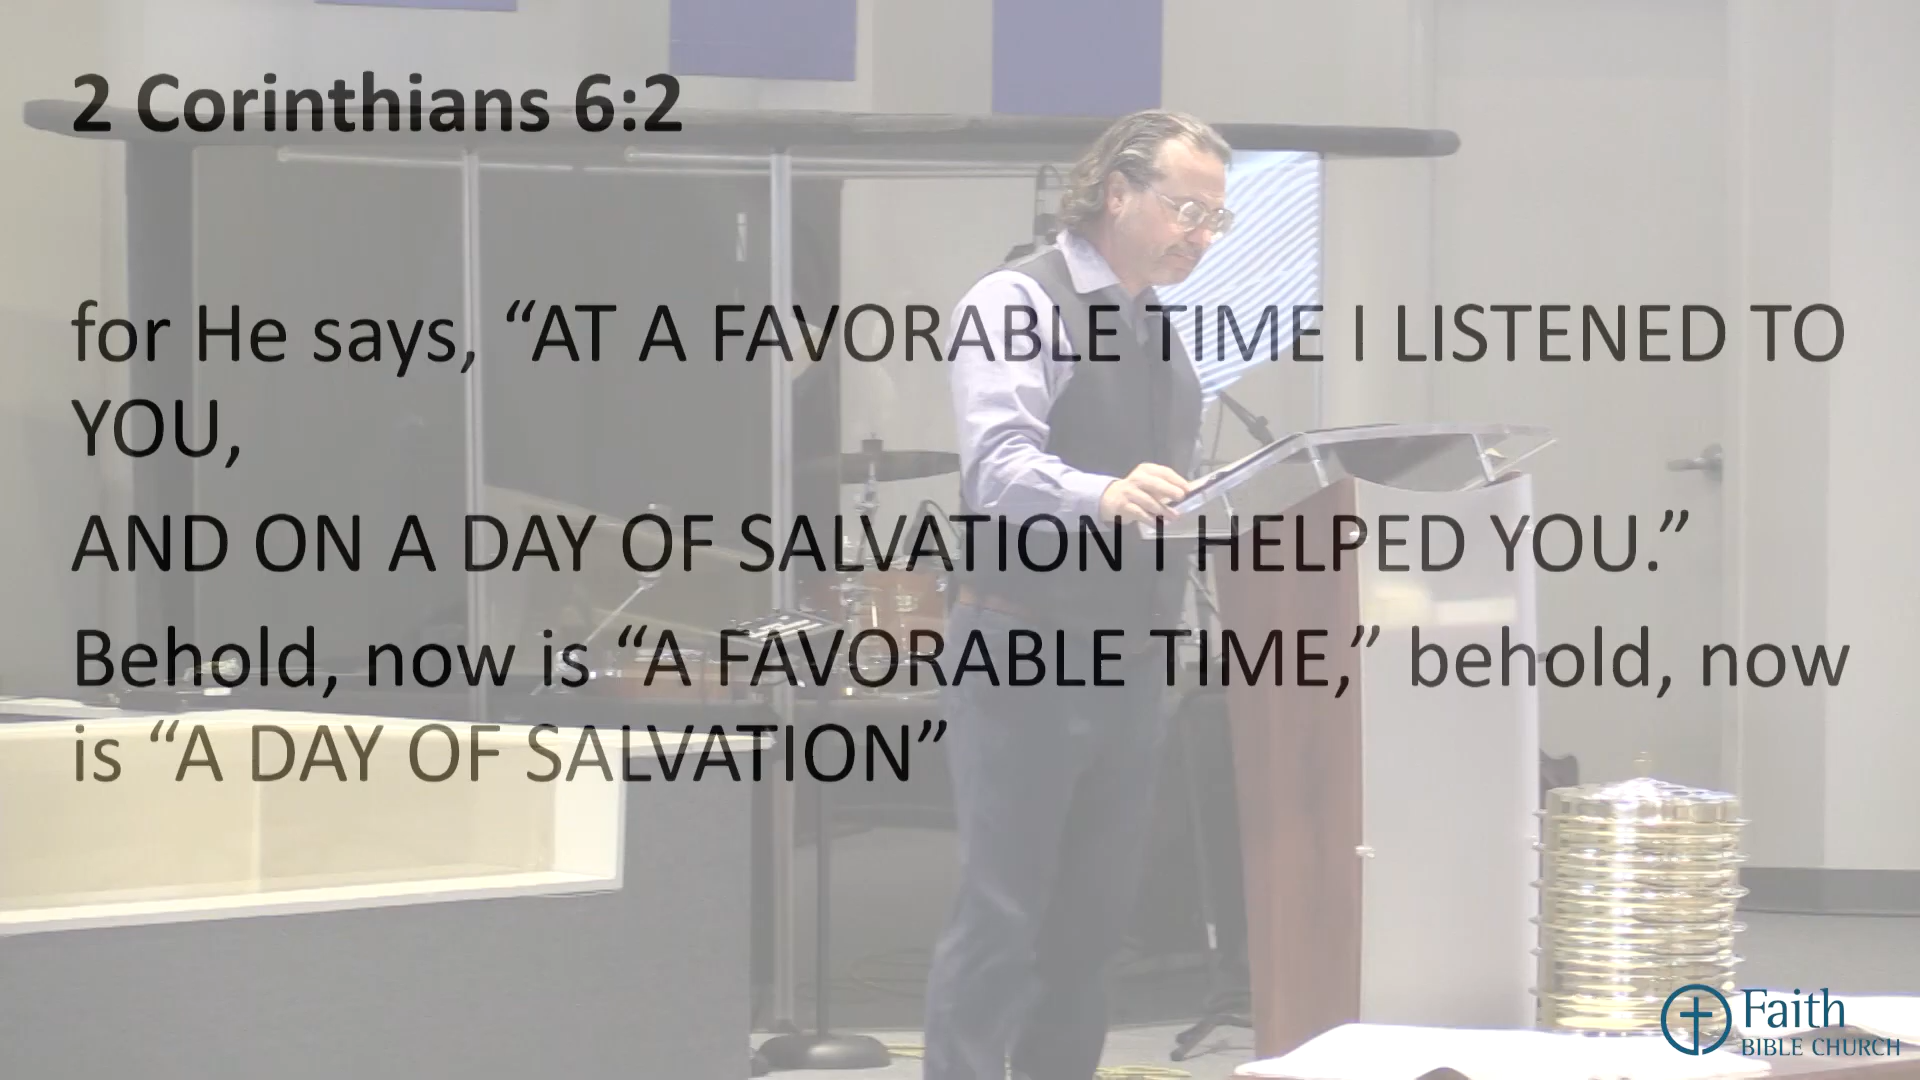 2 Corinthians 6:2
for He says, “AT A FAVORABLE TIME I LISTENED TO
YOU,
AND ON A DAY OF SALVATION I HELPED YOU.”
Behold, now is “A FAVORABLE TIME,” behold, now
is “A DAY OF SALVATION”
Faith
BIBLE CHURCH